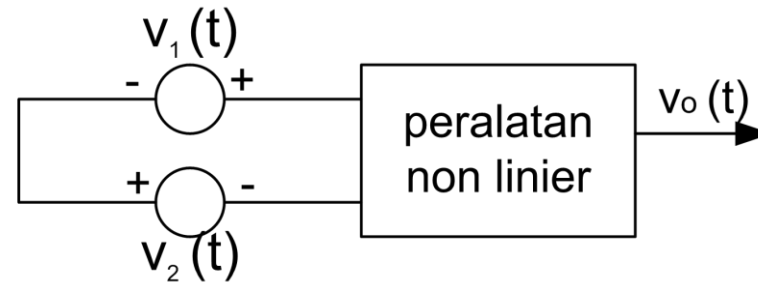 v₁(t)
- +
peralatan
non linier
vo (t)
+ -
v₂(t)